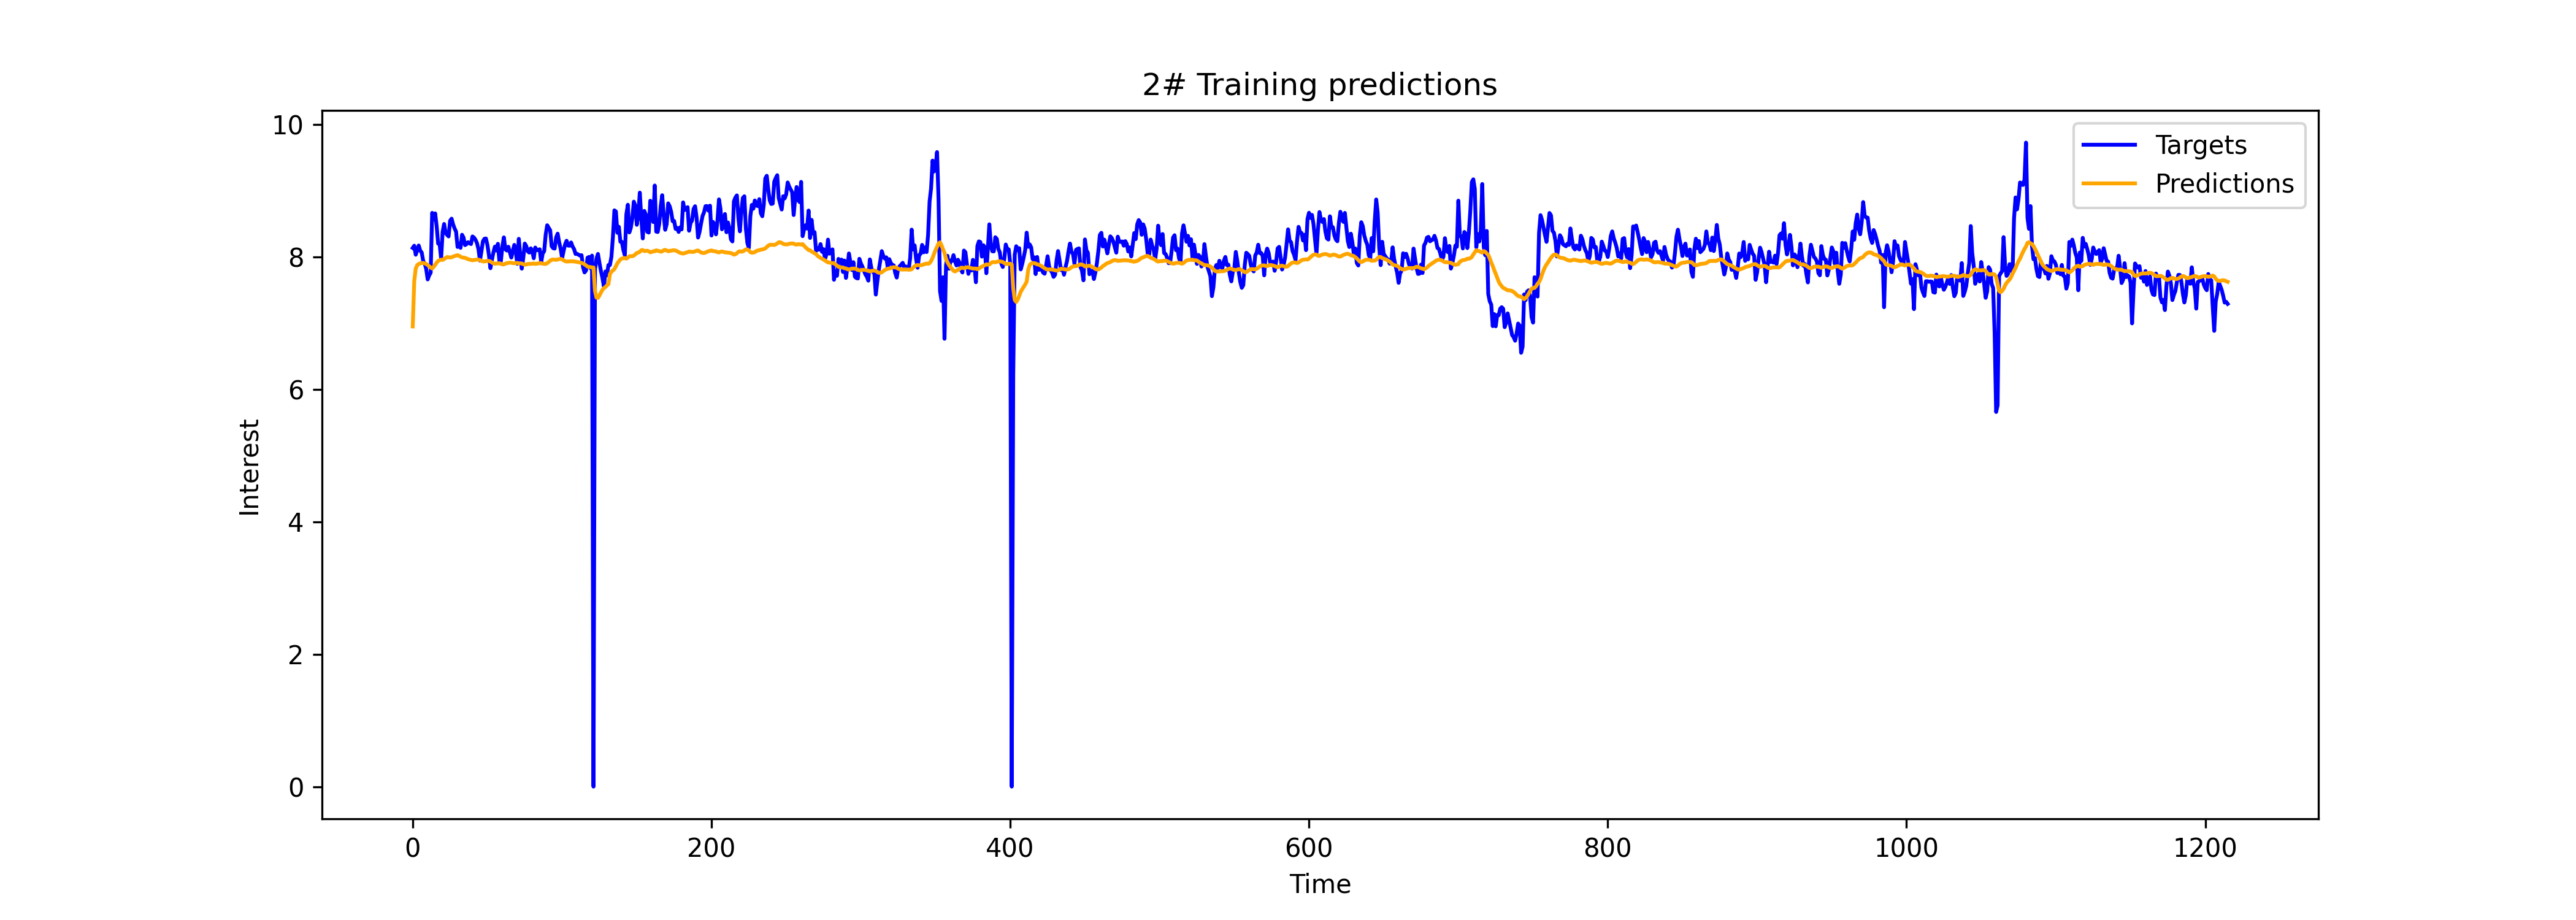 2# Training predictions
10
8
6
4
2
0
Interest
0 200 400 600 800 1000 1200
Time
Targets
Predictions